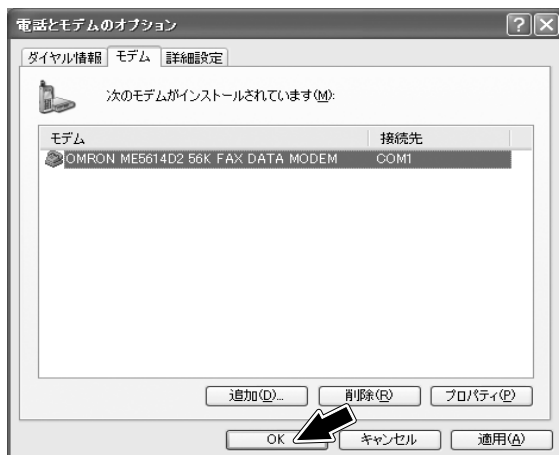 電話とモデムのオプション
ダイヤル情報 モデム 詳細設定
次のモデムがインストールされています(M):
モデム 接続先
OMRON ME5614D2 56K FAX DATA MODEM COM1
追加(D)... 削除(R) プロパティ(P)
OK キャンセル 適用(A)